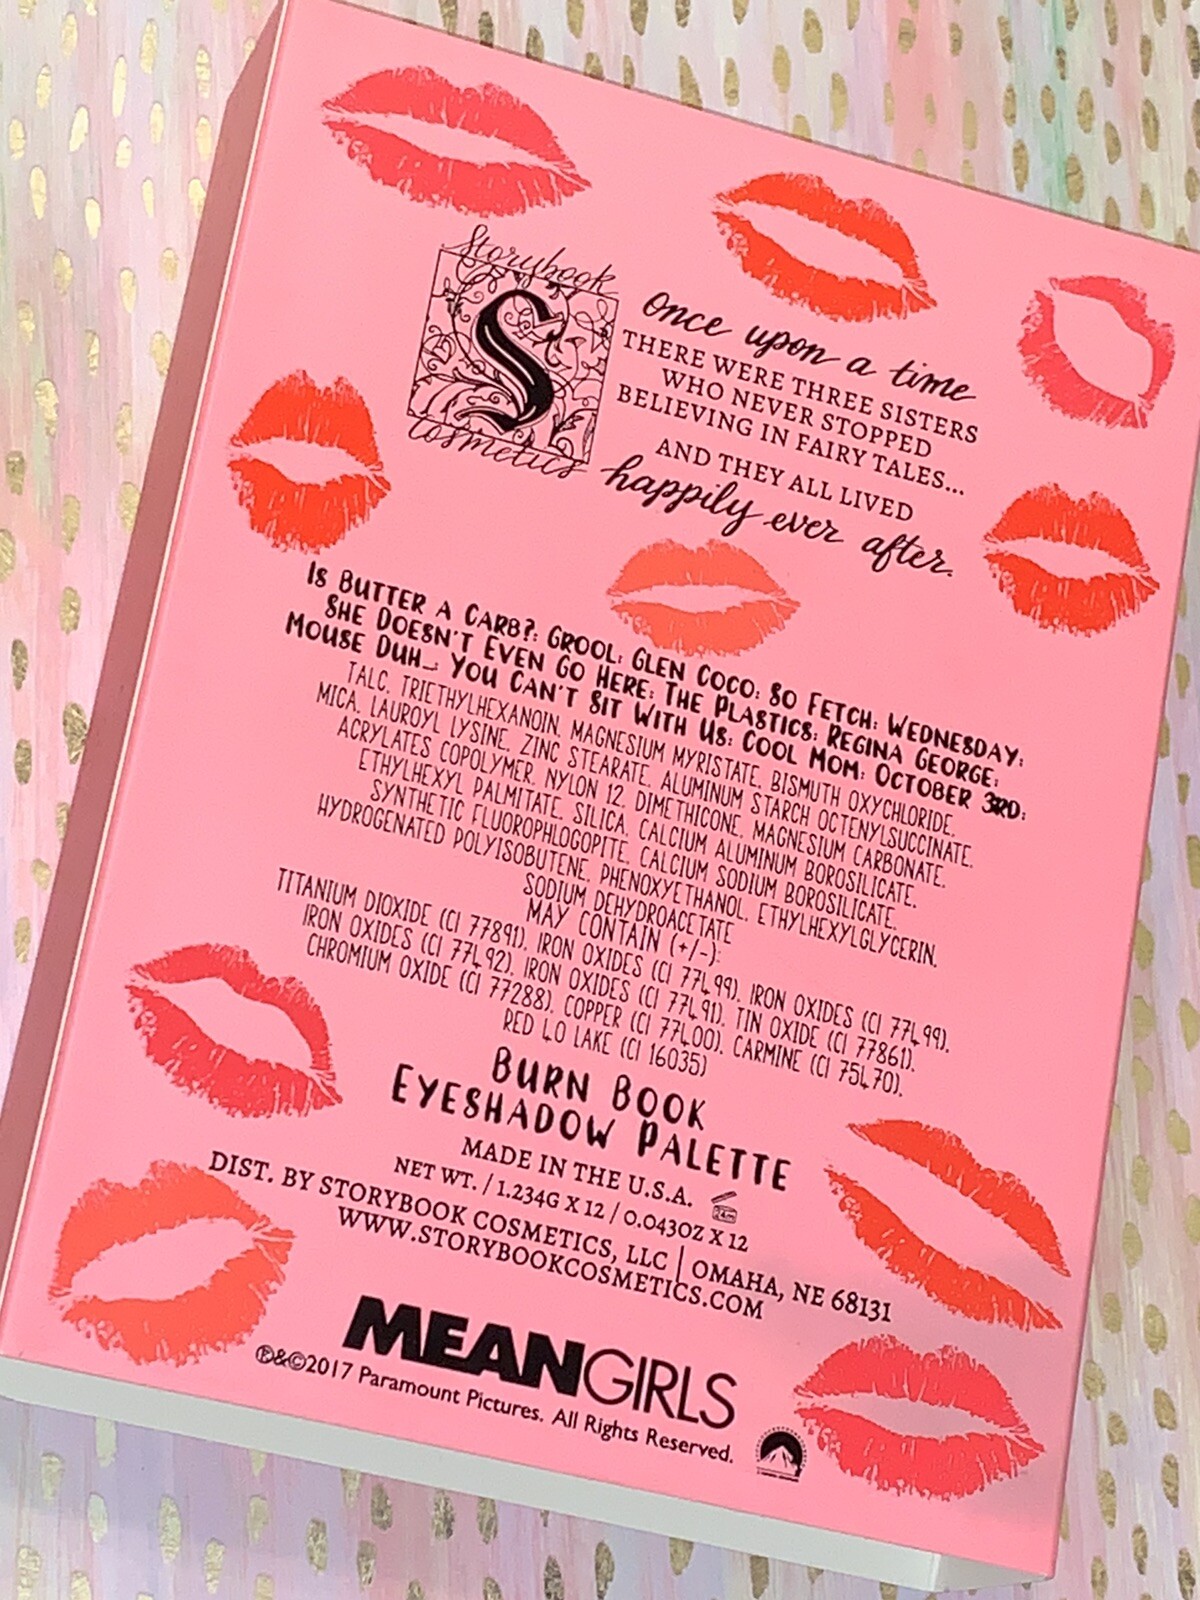 Storybook
S
cosmetics
once upon a time
THERE WERE THREE SISTERS
WHO NEVER STOPPED
BELIEVING IN FAIRY TALES...
AND THEY ALL LIVED
happily ever after.
IS BUTTER A CARB?; GROOL; GLEN COCO; SO FETCH; WEDNESDAY;
SHE DOESN'T EVEN GO HERE; THE PLASTICS; REGINA GEORGE;
MOUSE DUH...; YOU CAN'T SIT WITH US; COOL MOM; OCTOBER 3RD;
TALC, TRIETHYLHEXANOIN, MAGNESIUM MYRISTATE, BISMUTH OXYCHLORIDE,
MICA, LAUROYL LYSINE, ZINC STEARATE, ALUMINUM STARCH OCTENYLSUCCINATE,
ACRYLATES COPOLYMER, NYLON 12, DIMETHICONE, MAGNESIUM CARBONATE,
ETHYLHEXYL PALMITATE, SILICA, CALCIUM ALUMINUM BOROSILICATE,
SYNTHETIC FLUOROPHLOGOPITE, CALCIUM SODIUM BOROSILICATE,
HYDROGENATED POLYISOBUTENE, PHENOXYETHANOL, ETHYLHEXYLGLYCERIN,
SODIUM DEHYDROACETATE
MAY CONTAIN (+/-):
TITANIUM DIOXIDE (CI 77891), IRON OXIDES (CI 77499), IRON OXIDES (CI 77499),
IRON OXIDES (CI 77492), IRON OXIDES (CI 77491), TIN OXIDE (CI 77861),
CHROMIUM OXIDE (CI 77288), COPPER (CI 77400), CARMINE (CI 75470),
RED 40 LAKE (CI 16035)
BURN BOOK
EYESHADOW PALETTE
MADE IN THE U.S.A. 24M
NET WT. / 1.234G X 12 / 0.043OZ X 12
DIST. BY STORYBOOK COSMETICS, LLC | OMAHA, NE 68131
WWW.STORYBOOKCOSMETICS.COM
MEANGIRLS
℗&©2017 Paramount Pictures. All Rights Reserved.